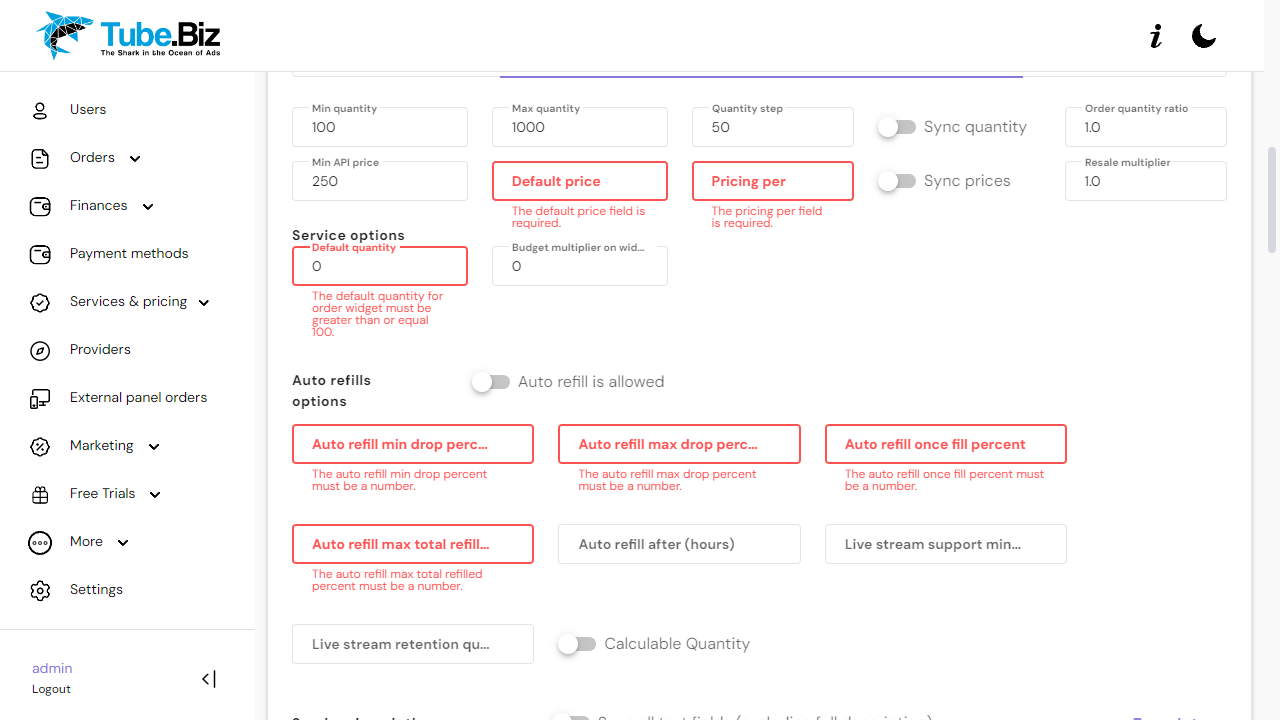 Tube.Biz
The Shark in the Ocean of Ads
i
Users
Orders
Finances
Payment methods
Services & pricing
Providers
External panel orders
Marketing
Free Trials
More
Settings
admin
Logout
Min quantity
100
Max quantity
1000
Quantity step
50
Sync quantity
Order quantity ratio
1.0
Min API price
250
Default price
The default price field is
required.
Pricing per
The pricing per field
is required.
Sync prices
Resale multiplier
1.0
Service options
Default quantity
0
The default quantity for
order widget must be
greater than or equal
100.
Budget multiplier on wid...
0
Auto refills
options
Auto refill is allowed
Auto refill min drop perc...
The auto refill min drop percent
must be a number.
Auto refill max drop perc...
The auto refill max drop percent
must be a number.
Auto refill once fill percent
The auto refill once fill percent must
be a number.
Auto refill max total refill...
The auto refill max total refilled
percent must be a number.
Auto refill after (hours)
Live stream support min...
Live stream retention qu...
Calculable Quantity